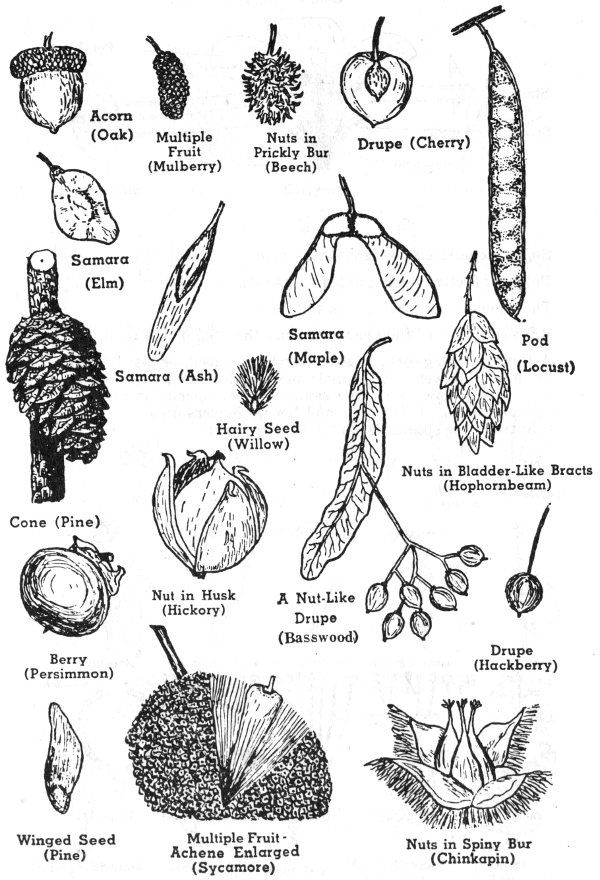 Acorn
(Oak)
Multiple
Fruit
(Mulberry)
Nuts in
Prickly Bur
(Beech)
Drupe (Cherry)
Samara
(Elm)
Samara (Ash)
Samara
(Maple)
Pod
(Locust)
Hairy Seed
(Willow)
Nuts in Bladder-Like Bracts
(Hophornbeam)
Cone (Pine)
Nut in Husk
(Hickory)
A Nut-Like
Drupe
(Basswood)
Drupe
(Hackberry)
Berry
(Persimmon)
Winged Seed
(Pine)
Multiple Fruit-
Achene Enlarged
(Sycamore)
Nuts in Spiny Bur
(Chinkapin)